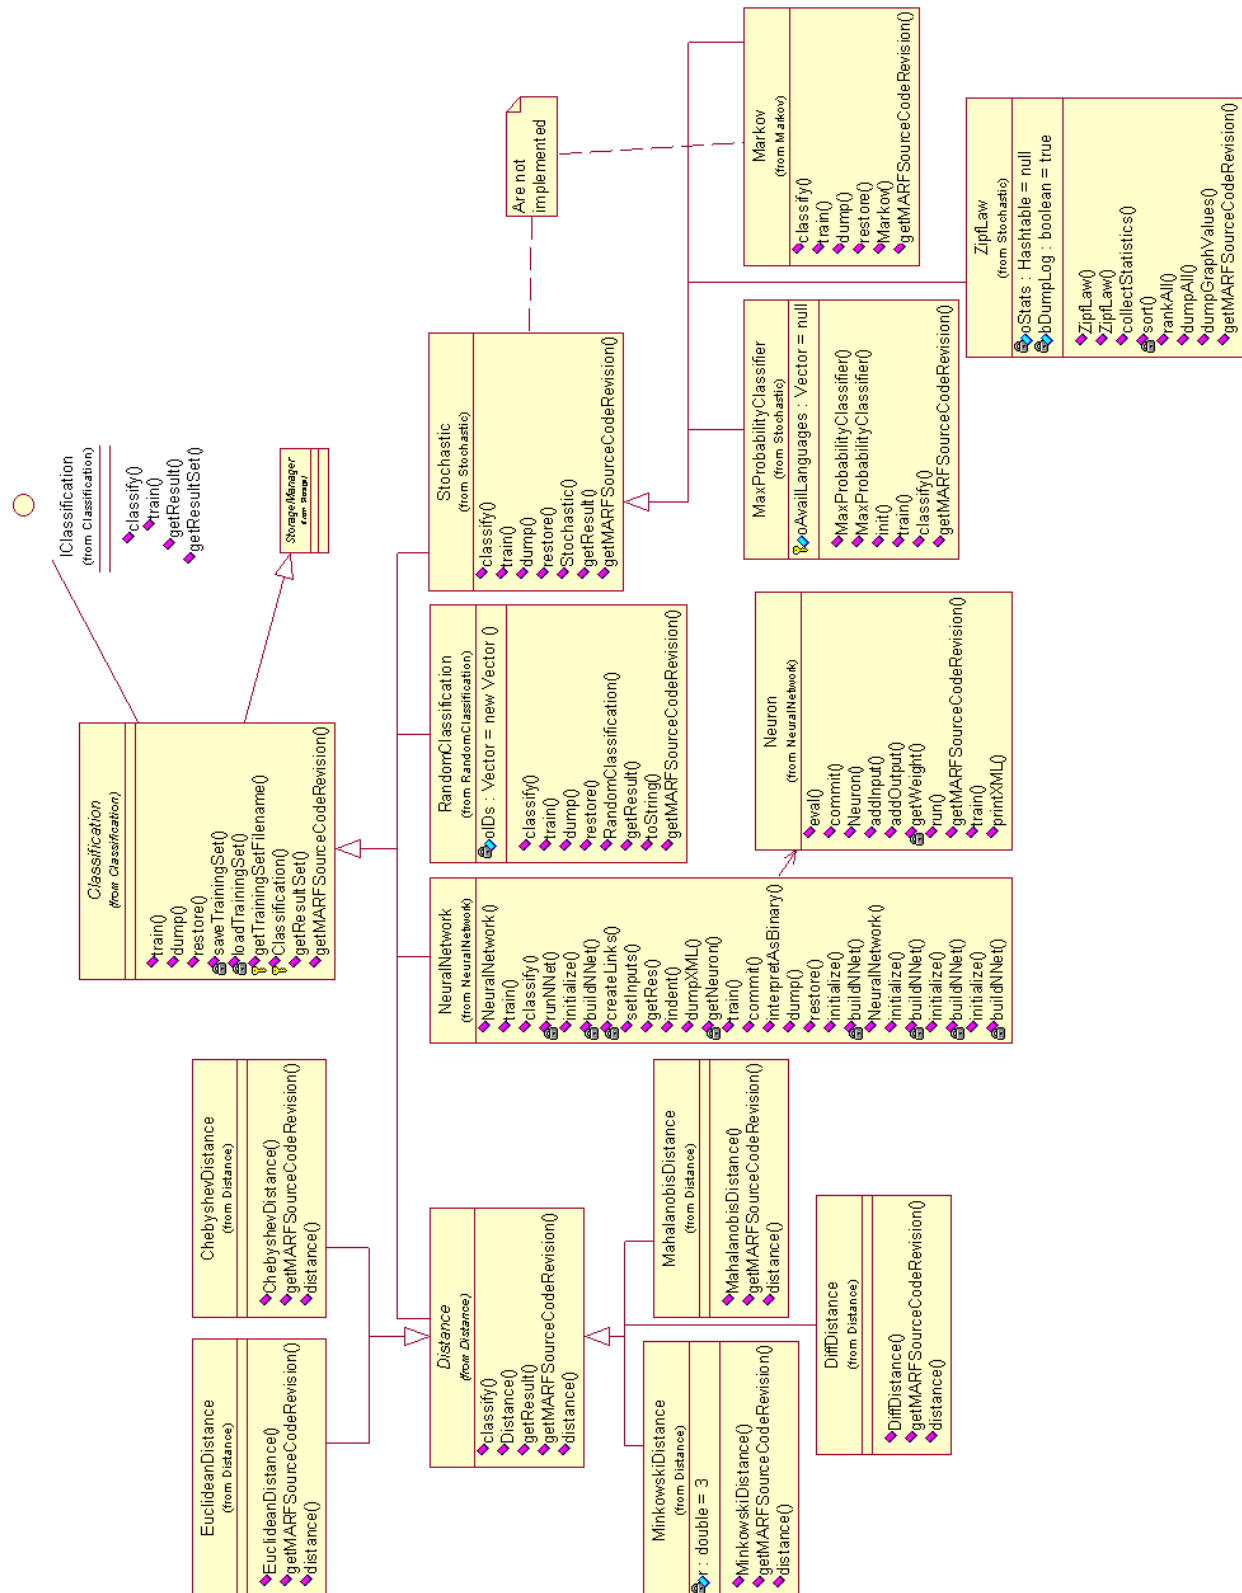 IClassification
(from Classification)
classify()
train()
getResult()
getResultSet()
StorageManager
(from Storage)
Classification
(from Classification)
train()
dump()
restore()
saveTrainingSet()
loadTrainingSet()
getTrainingSetFilename()
Classification()
getResultSet()
getMARFSourceCodeRevision()
EuclideanDistance
(from Distance)
EuclideanDistance()
getMARFSourceCodeRevision()
distance()
ChebyshevDistance
(from Distance)
ChebyshevDistance()
getMARFSourceCodeRevision()
distance()
Distance
(from Distance)
classify()
Distance()
getResult()
getMARFSourceCodeRevision()
distance()
NeuralNetwork
(from NeuralNetwork)
NeuralNetwork()
train()
classify()
runNNet()
initialize()
buildNNet()
createLinks()
setInputs()
getRes()
indent()
dumpXML()
getNeuron()
train()
commit()
interpretAsBinary()
dump()
restore()
initialize()
buildNNet()
NeuralNetwork()
initialize()
buildNNet()
initialize()
buildNNet()
initialize()
buildNNet()
RandomClassification
(from RandomClassification)
oIDs : Vector = new Vector ()
classify()
train()
dump()
restore()
RandomClassification()
getResult()
toString()
getMARFSourceCodeRevision()
Stochastic
(from Stochastic)
classify()
train()
dump()
restore()
Stochastic()
getResult()
getMARFSourceCodeRevision()
Are not
implemented
MinkowskiDistance
(from Distance)
r : double = 3
MinkowskiDistance()
getMARFSourceCodeRevision()
distance()
MahalanobisDistance
(from Distance)
MahalanobisDistance()
getMARFSourceCodeRevision()
distance()
DiffDistance
(from Distance)
DiffDistance()
getMARFSourceCodeRevision()
distance()
Neuron
(from NeuralNetwork)
eval()
commit()
Neuron()
addInput()
addOutput()
getWeight()
run()
getMARFSourceCodeRevision()
train()
printXML()
MaxProbabilityClassifier
(from Stochastic)
oAvailLanguages : Vector = null
MaxProbabilityClassifier()
MaxProbabilityClassifier()
init()
train()
classify()
getMARFSourceCodeRevision()
Markov
(from Markov)
classify()
train()
dump()
restore()
Markov()
getMARFSourceCodeRevision()
ZipfLaw
(from Stochastic)
oStats : Hashtable = null
bDumpLog : boolean = true
ZipfLaw()
ZipfLaw()
collectStatistics()
sort()
rankAll()
dumpAll()
dumpGraphValues()
getMARFSourceCodeRevision()